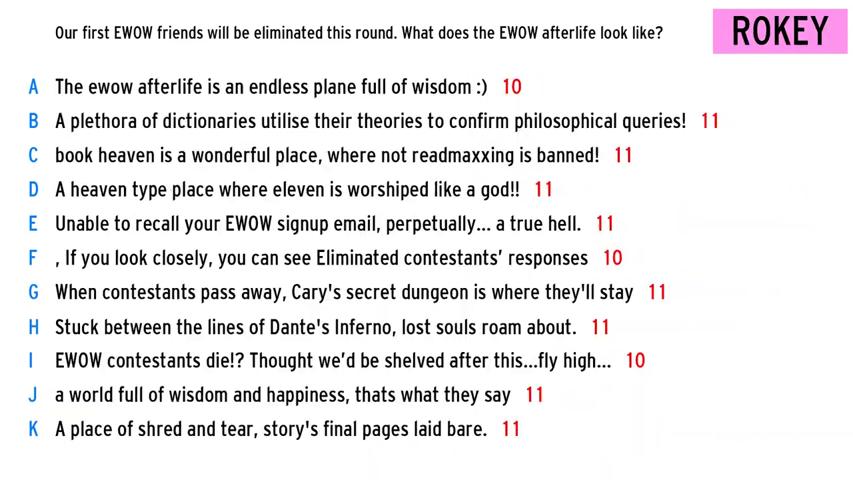 Our first EWOW friends will be eliminated this round. What does the EWOW afterlife look like?
ROKEY
A The ewow afterlife is an endless plane full of wisdom :) 10
B A plethora of dictionaries utilise their theories to confirm philosophical queries! 11
C book heaven is a wonderful place, where not readmaxxing is banned! 11
D A heaven type place where eleven is worshiped like a god!! 11
E Unable to recall your EWOW signup email, perpetually... a true hell. 11
F , If you look closely, you can see Eliminated contestants’ responses 10
G When contestants pass away, Cary's secret dungeon is where they'll stay 11
H Stuck between the lines of Dante's Inferno, lost souls roam about. 11
I EWOW contestants die!? Thought we’d be shelved after this...fly high... 10
J a world full of wisdom and happiness, thats what they say 11
K A place of shred and tear, story's final pages laid bare. 11